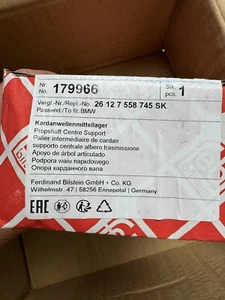 Nr. 179966
Stk. pcs. 1
Vergl.-Nr./Repl.-No. 26 12 7 558 745 SK
Passend./To fit: BMW
Kardanwellenmittellager
Propshaft Centre Support
Palier intermédiaire de cardan
supporto centrale albero trasmissione
Apoyo de árbol articulado
Podpora wału napędowego
Опора карданного вала
Ferdinand Bilstein GmbH + Co. KG
Wilhelmstr. 47 | 58256 Ennepetal | Germany
EAC